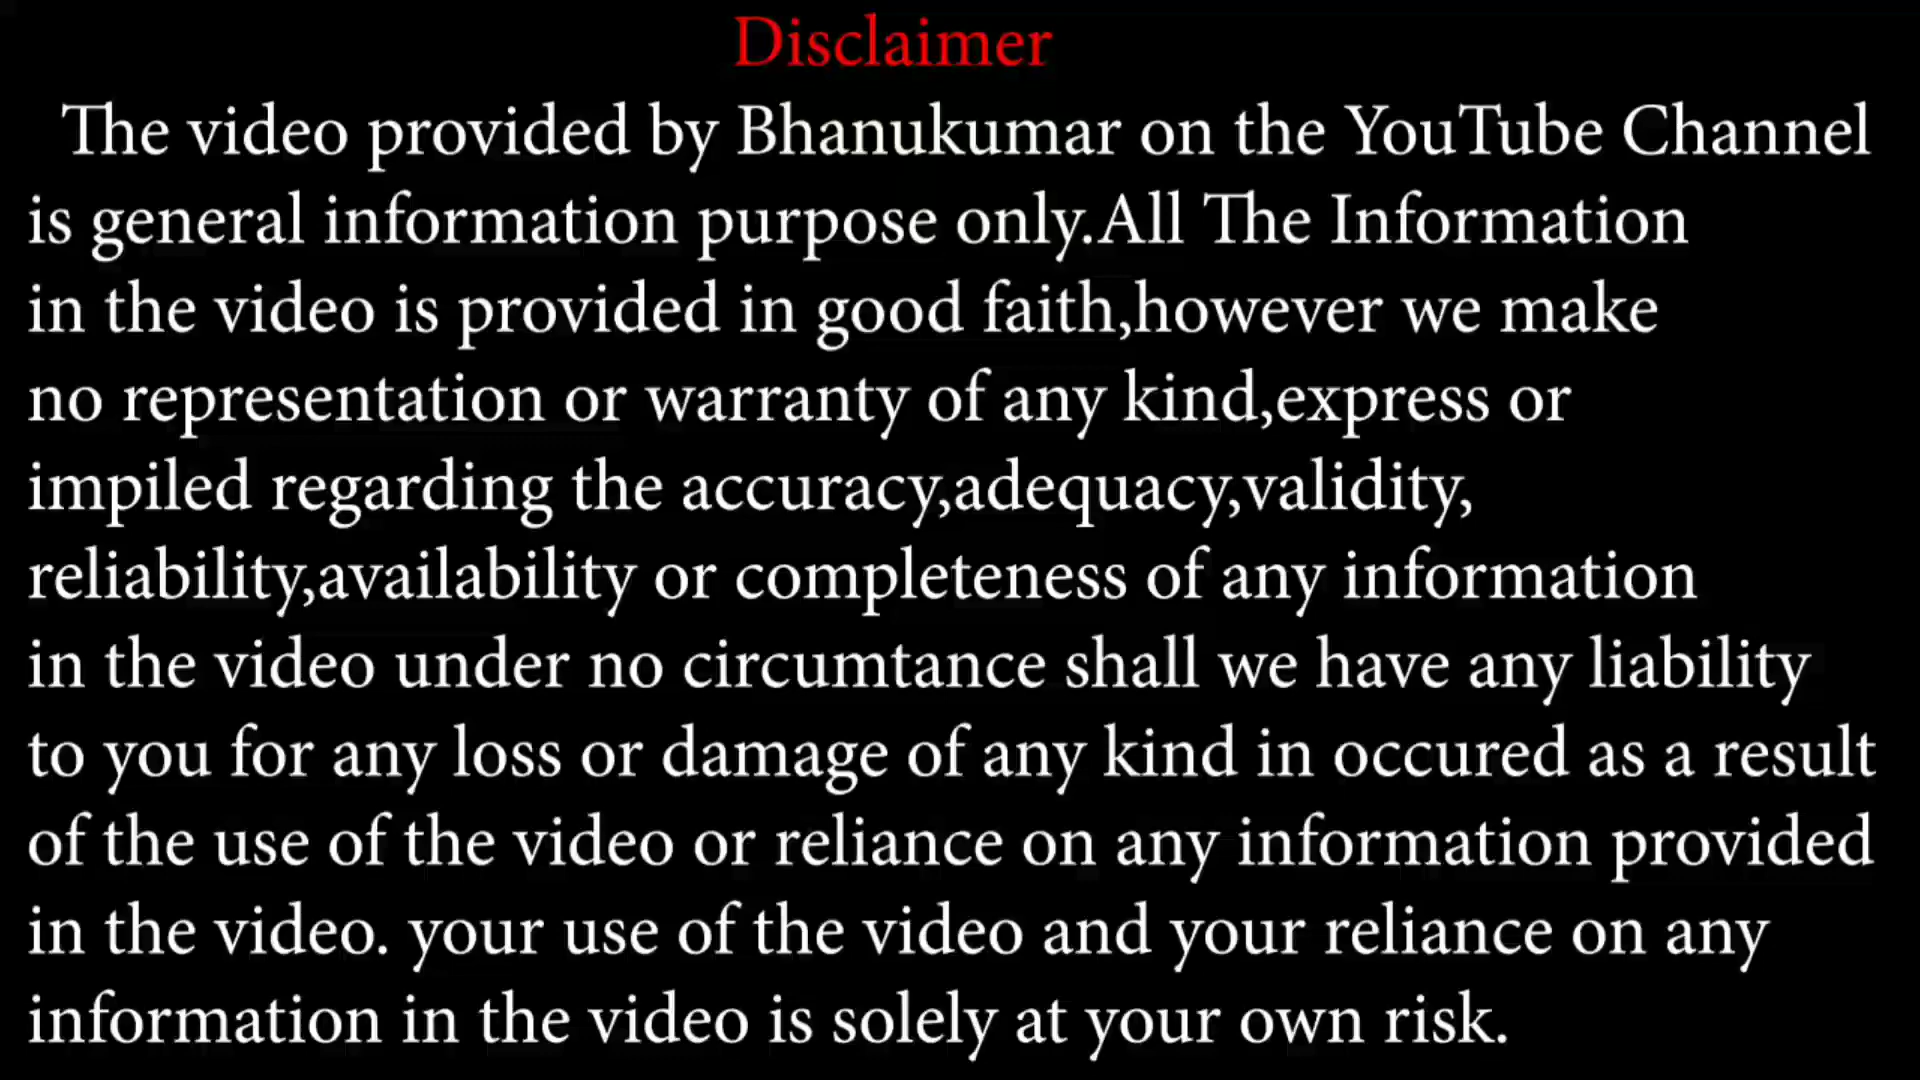 Disclaimer
The video provided by Bhanukumar on the YouTube Channel
is general information purpose only.All The Information
in the video is provided in good faith,however we make
no representation or warranty of any kind,express or
impiled regarding the accuracy,adequacy,validity,
reliability,availability or completeness of any information
in the video under no circumtance shall we have any liability
to you for any loss or damage of any kind in occured as a result
of the use of the video or reliance on any information provided
in the video. your use of the video and your reliance on any
information in the video is solely at your own risk.